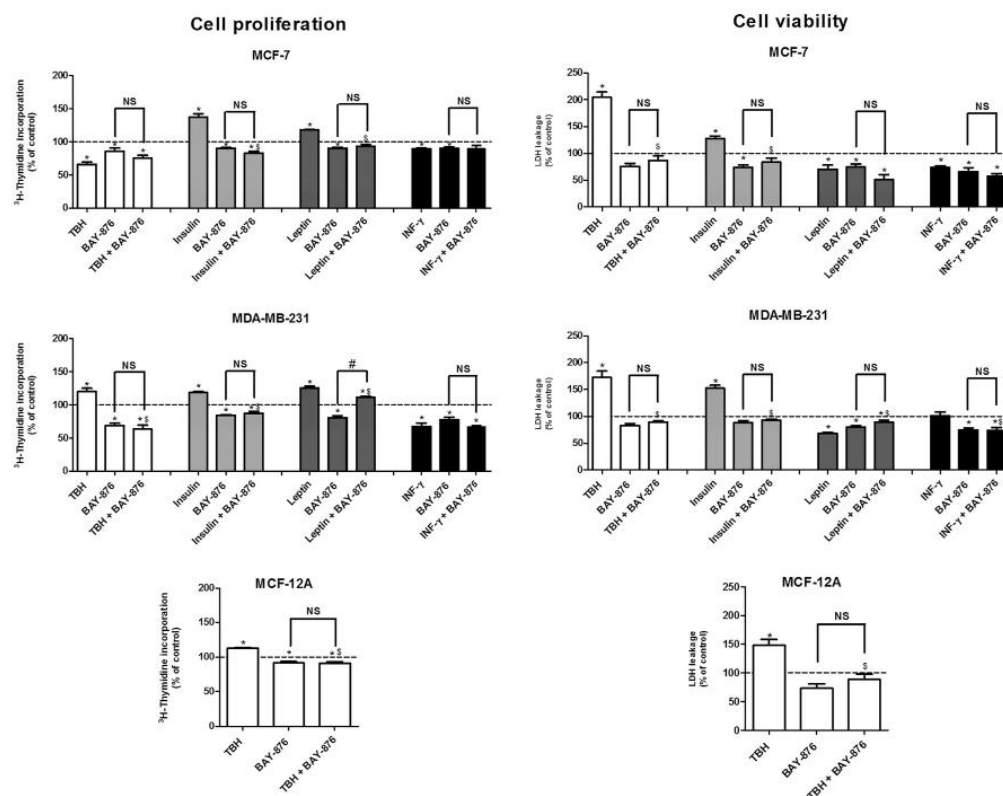 Cell proliferation
MCF-7
³H-Thymidine incorporation
(% of control)
200
150
100
50
0
* * * * * *$ * * $ * * *
NS NS NS NS
TBH
BAY-876
TBH + BAY-876
Insulin
BAY-876
Insulin + BAY-876
Leptin
BAY-876
Leptin + BAY-876
INF-γ
BAY-876
INF-γ + BAY-876
MDA-MB-231
³H-Thymidine incorporation
(% of control)
200
150
100
50
0
* * *$ * * *$ * * *$ * * *
NS NS # NS
TBH
BAY-876
TBH + BAY-876
Insulin
BAY-876
Insulin + BAY-876
Leptin
BAY-876
Leptin + BAY-876
INF-γ
BAY-876
INF-γ + BAY-876
MCF-12A
³H-Thymidine incorporation
(% of control)
200
150
100
50
0
* * *$
NS
TBH
BAY-876
TBH + BAY-876
Cell viability
MCF-7
LDH leakage
(% of control)
250
200
150
100
50
0
* $ * * $ * * * * * *
NS NS NS NS
TBH
BAY-876
TBH + BAY-876
Insulin
BAY-876
Insulin + BAY-876
Leptin
BAY-876
Leptin + BAY-876
INF-γ
BAY-876
INF-γ + BAY-876
MDA-MB-231
LDH leakage
(% of control)
250
200
150
100
50
0
* $ * * $ * * *$ * *$
NS NS NS NS
TBH
BAY-876
TBH + BAY-876
Insulin
BAY-876
Insulin + BAY-876
Leptin
BAY-876
Leptin + BAY-876
INF-γ
BAY-876
INF-γ + BAY-876
MCF-12A
LDH leakage
(% of control)
250
200
150
100
50
0
* $
NS
TBH
BAY-876
TBH + BAY-876